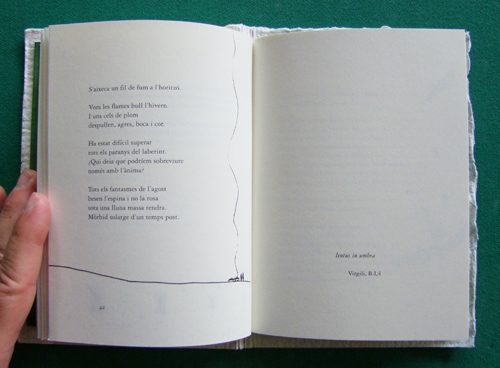 S'aixeca un fil de fum a l'horitzó.
Vora les flames bull l'hivern.
I uns cels de plom
despullen, agres, boca i cor.
Ha estat difícil superar
tots els paranys del laberint.
¿Qui deia que podríem sobreviure
només amb l'ànima?
Tots els fantasmes de l'agost
besen l'espina i no la rosa
sota una lluna massa tendra.
Mòrbid solatge d'un temps post.
44
Intus in umbra
Virgili, B.I,4